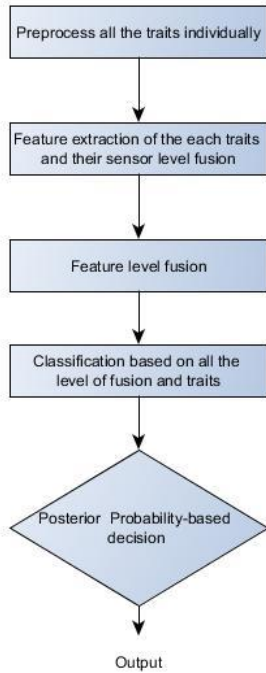 Preprocess all the traits individually
Feature extraction of the each traits
and their sensor level fusion
Feature level fusion
Classification based on all the
level of fusion and traits
Posterior Probability-based
decision
Output